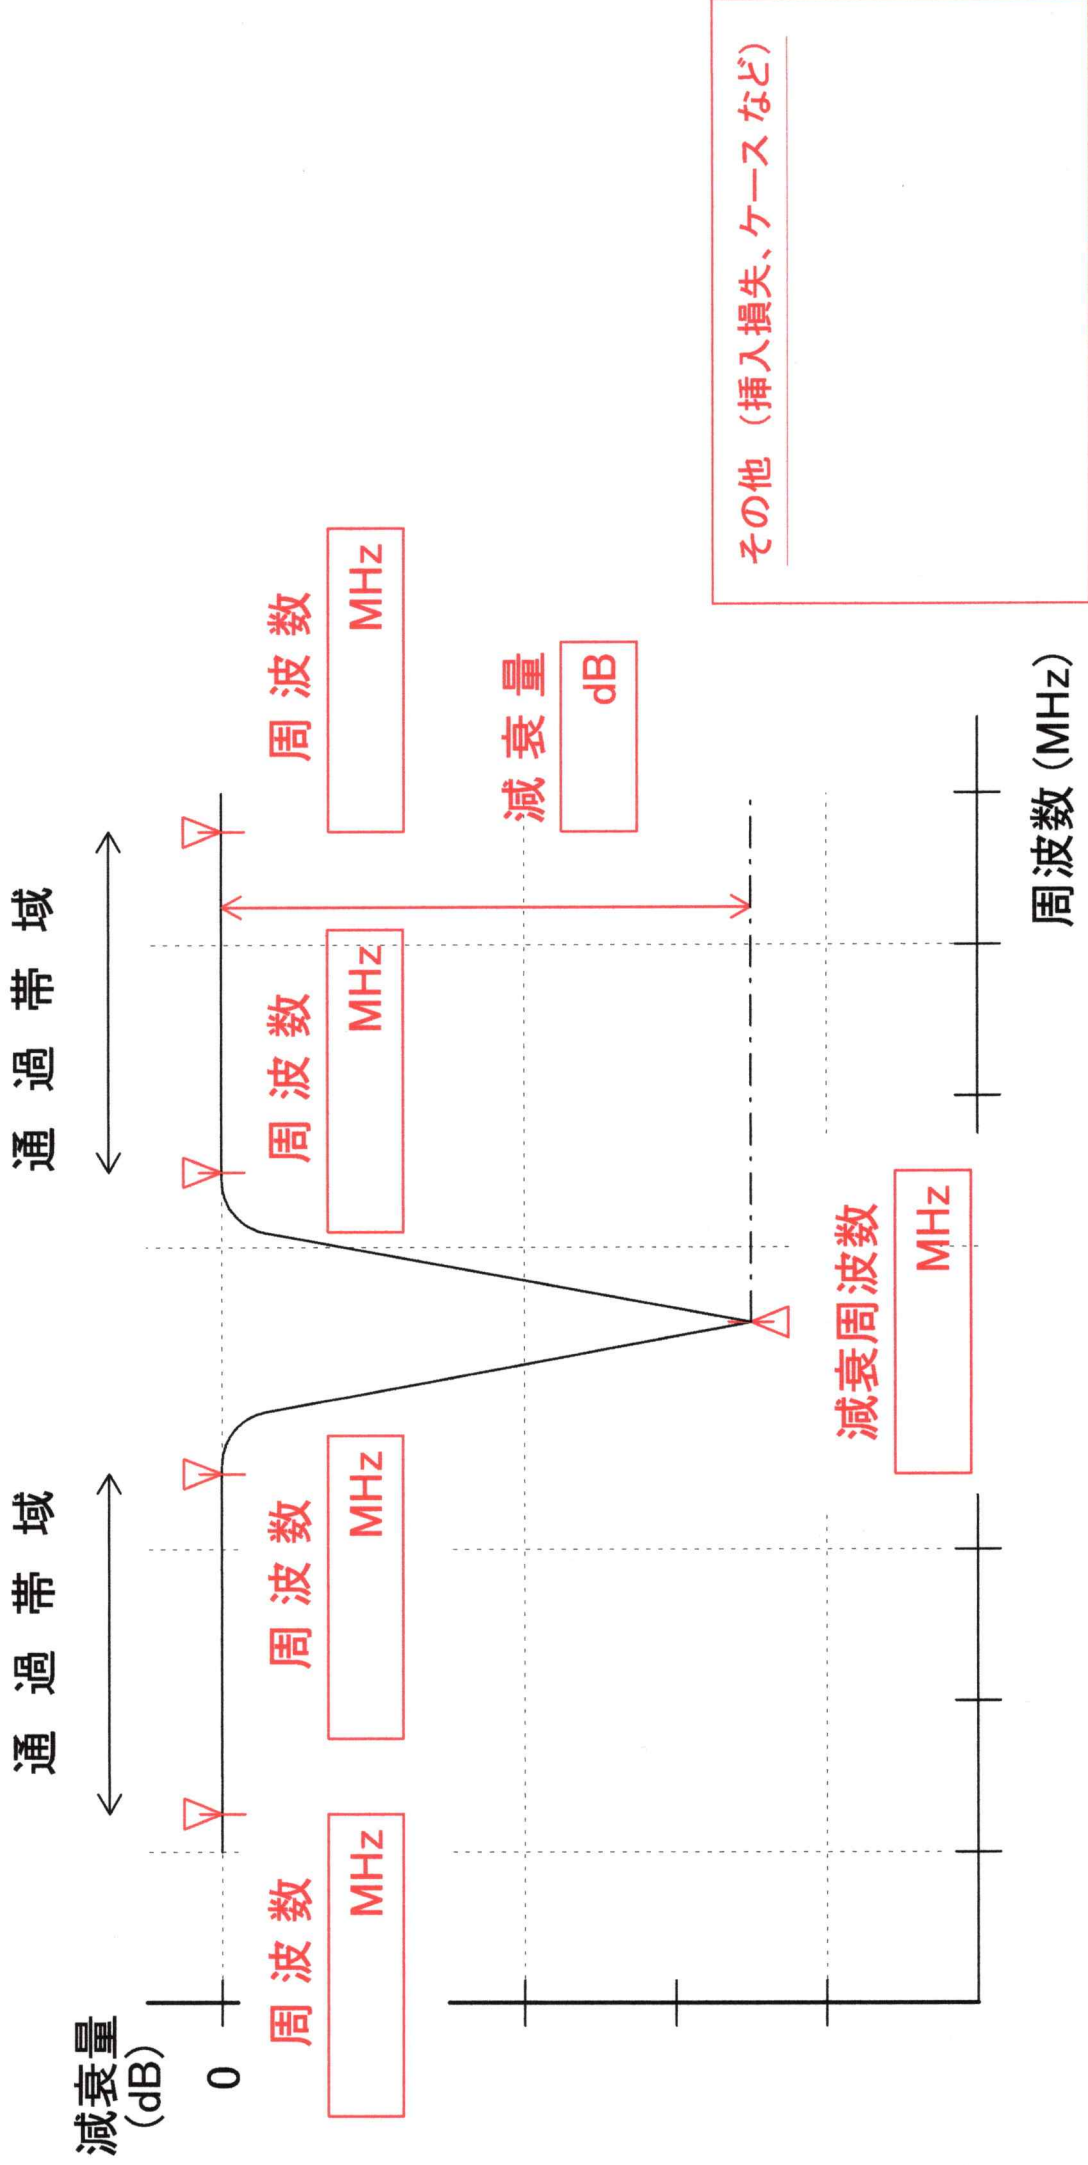 減衰量
(dB)
0
通過帯域
通過帯域
周波数
MHz
周波数
MHz
周波数
MHz
周波数
MHz
減衰量
dB
減衰周波数
MHz
周波数(MHz)
その他（挿入損失、ケースなど）